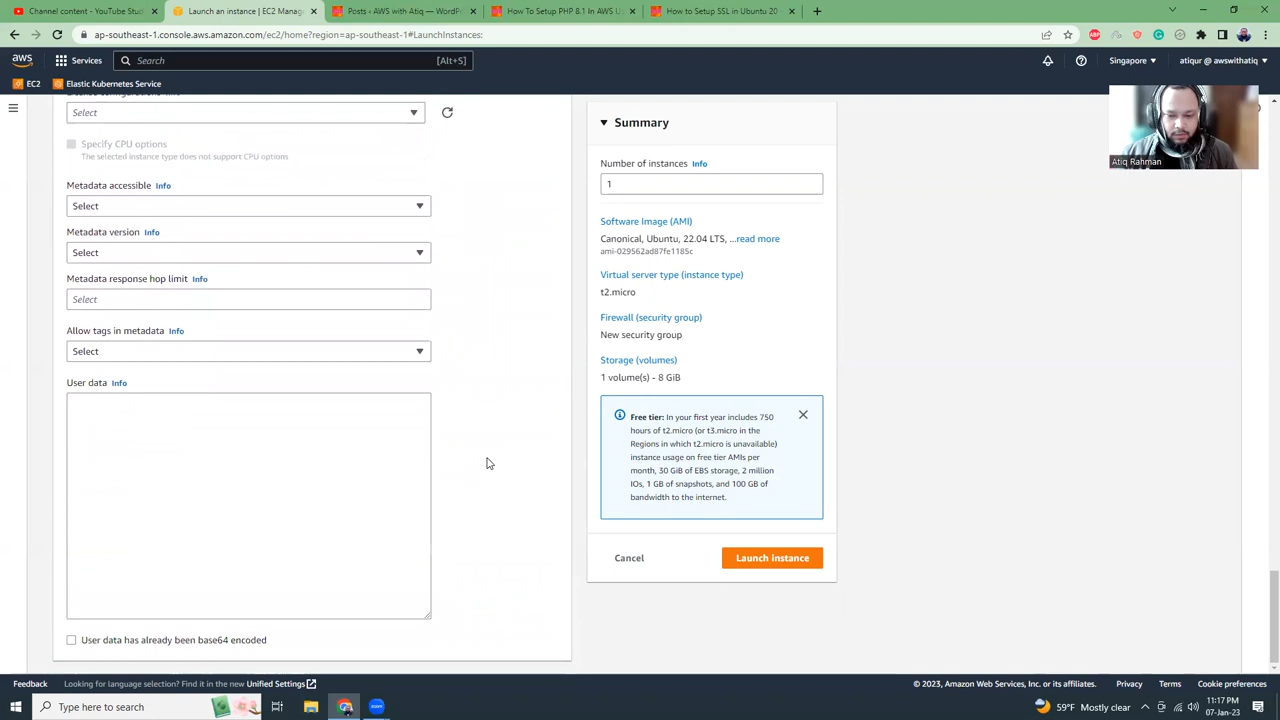 (1) YouTube Metadata Studi
Launch an instance | EC2 Manag
Posts ‹ AWS with Atiq — WordPr
How To Setup PHP 8.1 In AWS U
How to Setup SSL in Ubuntu 20
ap-southeast-1.console.aws.amazon.com/ec2/home?region=ap-southeast-1#LaunchInstances:
aws
Services
Search
[Alt+S]
Singapore
atiqur @ awswithatiq
EC2
Elastic Kubernetes Service
Select
Specify CPU options
The selected instance type does not support CPU options
Metadata accessible Info
Select
Metadata version Info
Select
Metadata response hop limit Info
Select
Allow tags in metadata Info
Select
User data Info
User data has already been base64 encoded
Summary
Number of instances Info
1
Software Image (AMI)
Canonical, Ubuntu, 22.04 LTS, ...read more
ami-029562ad87fe1185c
Virtual server type (instance type)
t2.micro
Firewall (security group)
New security group
Storage (volumes)
1 volume(s) - 8 GiB
Free tier: In your first year includes 750
hours of t2.micro (or t3.micro in the
Regions in which t2.micro is unavailable)
instance usage on free tier AMIs per
month, 30 GiB of EBS storage, 2 million
IOs, 1 GB of snapshots, and 100 GB of
bandwidth to the internet.
Cancel
Launch instance
Atiq Rahman
Feedback
Looking for language selection? Find it in the new Unified Settings
© 2023, Amazon Web Services, Inc. or its affiliates.
Privacy
Terms
Cookie preferences
Type here to search
59°F Mostly clear
11:17 PM
07-Jan-23